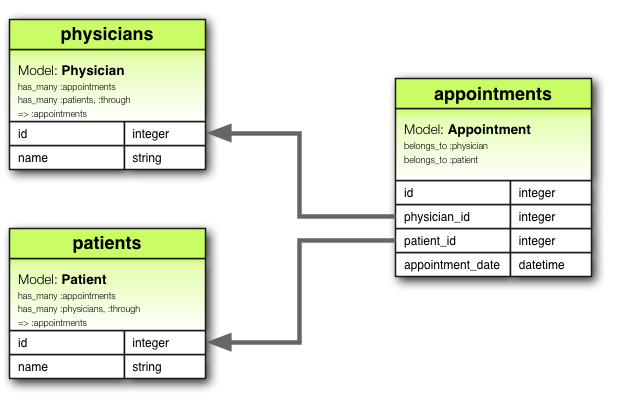 physicians
Model: Physician
has_many :appointments
has_many :patients, :through
=> :appointments
id integer
name string
appointments
Model: Appointment
belongs_to :physician
belongs_to :patient
id integer
physician_id integer
patient_id integer
appointment_date datetime
patients
Model: Patient
has_many :appointments
has_many :physicians, :through
=> :appointments
id integer
name string